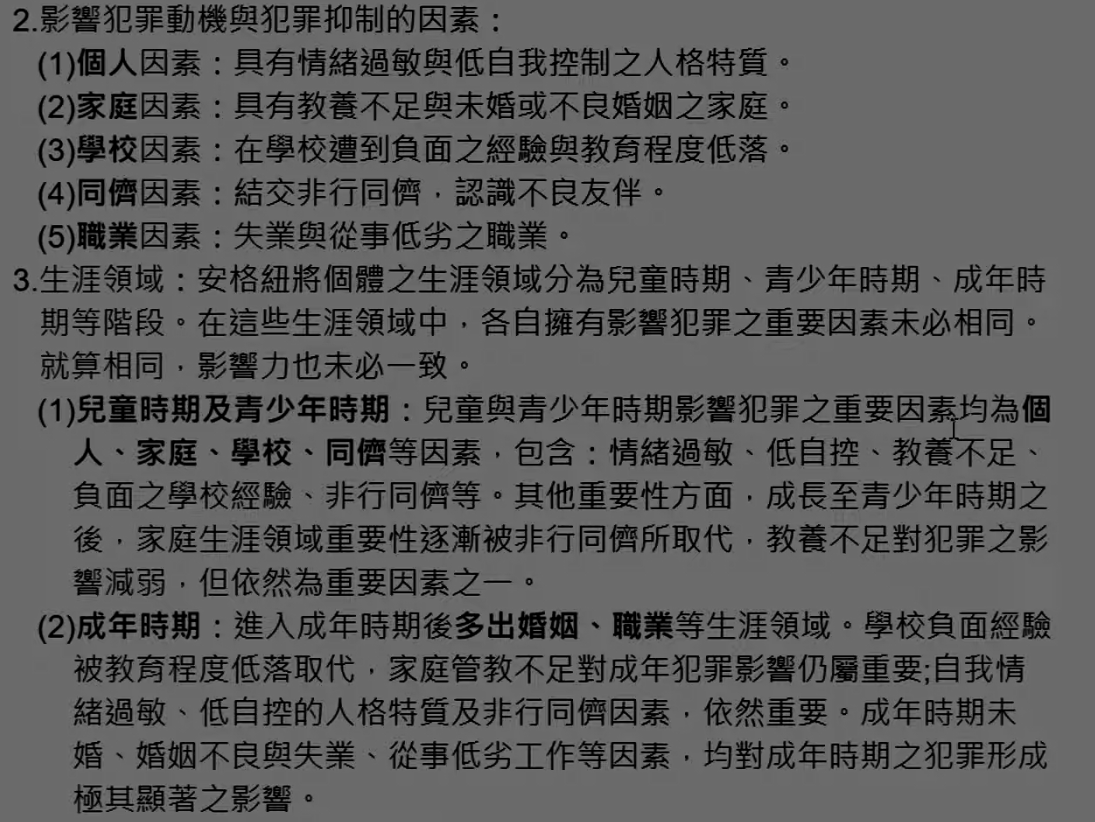 2.影響犯罪動機與犯罪抑制的因素：
(1)個人因素：具有情緒過敏與低自我控制之人格特質。
(2)家庭因素：具有教養不足與未婚或不良婚姻之家庭。
(3)學校因素：在學校遭到負面之經驗與教育程度低落。
(4)同儕因素：結交非行同儕，認識不良友伴。
(5)職業因素：失業與從事低劣之職業。
3.生涯領域：安格紐將個體之生涯領域分為兒童時期、青少年時期、成年時
期等階段。在這些生涯領域中，各自擁有影響犯罪之重要因素未必相同。
就算相同，影響力也未必一致。
(1)兒童時期及青少年時期：兒童與青少年時期影響犯罪之重要因素均為個
人、家庭、學校、同儕等因素，包含：情緒過敏、低自控、教養不足、
負面之學校經驗、非行同儕等。其他重要性方面，成長至青少年時期之
後，家庭生涯領域重要性逐漸被非行同儕所取代，教養不足對犯罪之影
響減弱，但依然為重要因素之一。
(2)成年時期：進入成年時期後多出婚姻、職業等生涯領域。學校負面經驗
被教育程度低落取代，家庭管教不足對成年犯罪影響仍屬重要;自我情
緒過敏、低自控的人格特質及非行同儕因素，依然重要。成年時期未
婚、婚姻不良與失業、從事低劣工作等因素，均對成年時期之犯罪形成
極其顯著之影響。